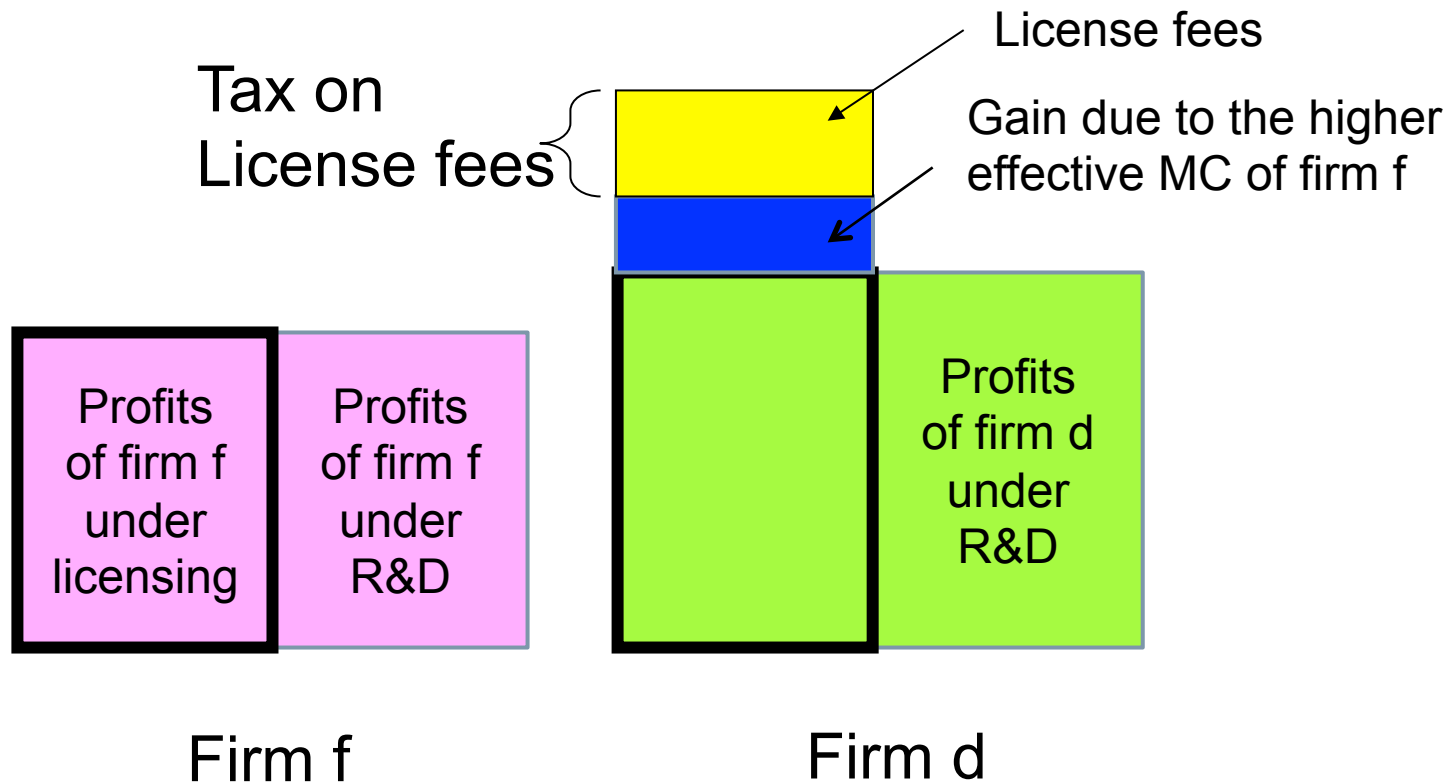 License fees
Tax on
License fees
Gain due to the higher
effective MC of firm f
Profits
of firm f
under
licensing
Profits
of firm f
under
R&D
Profits
of firm d
under
R&D
Firm f
Firm d